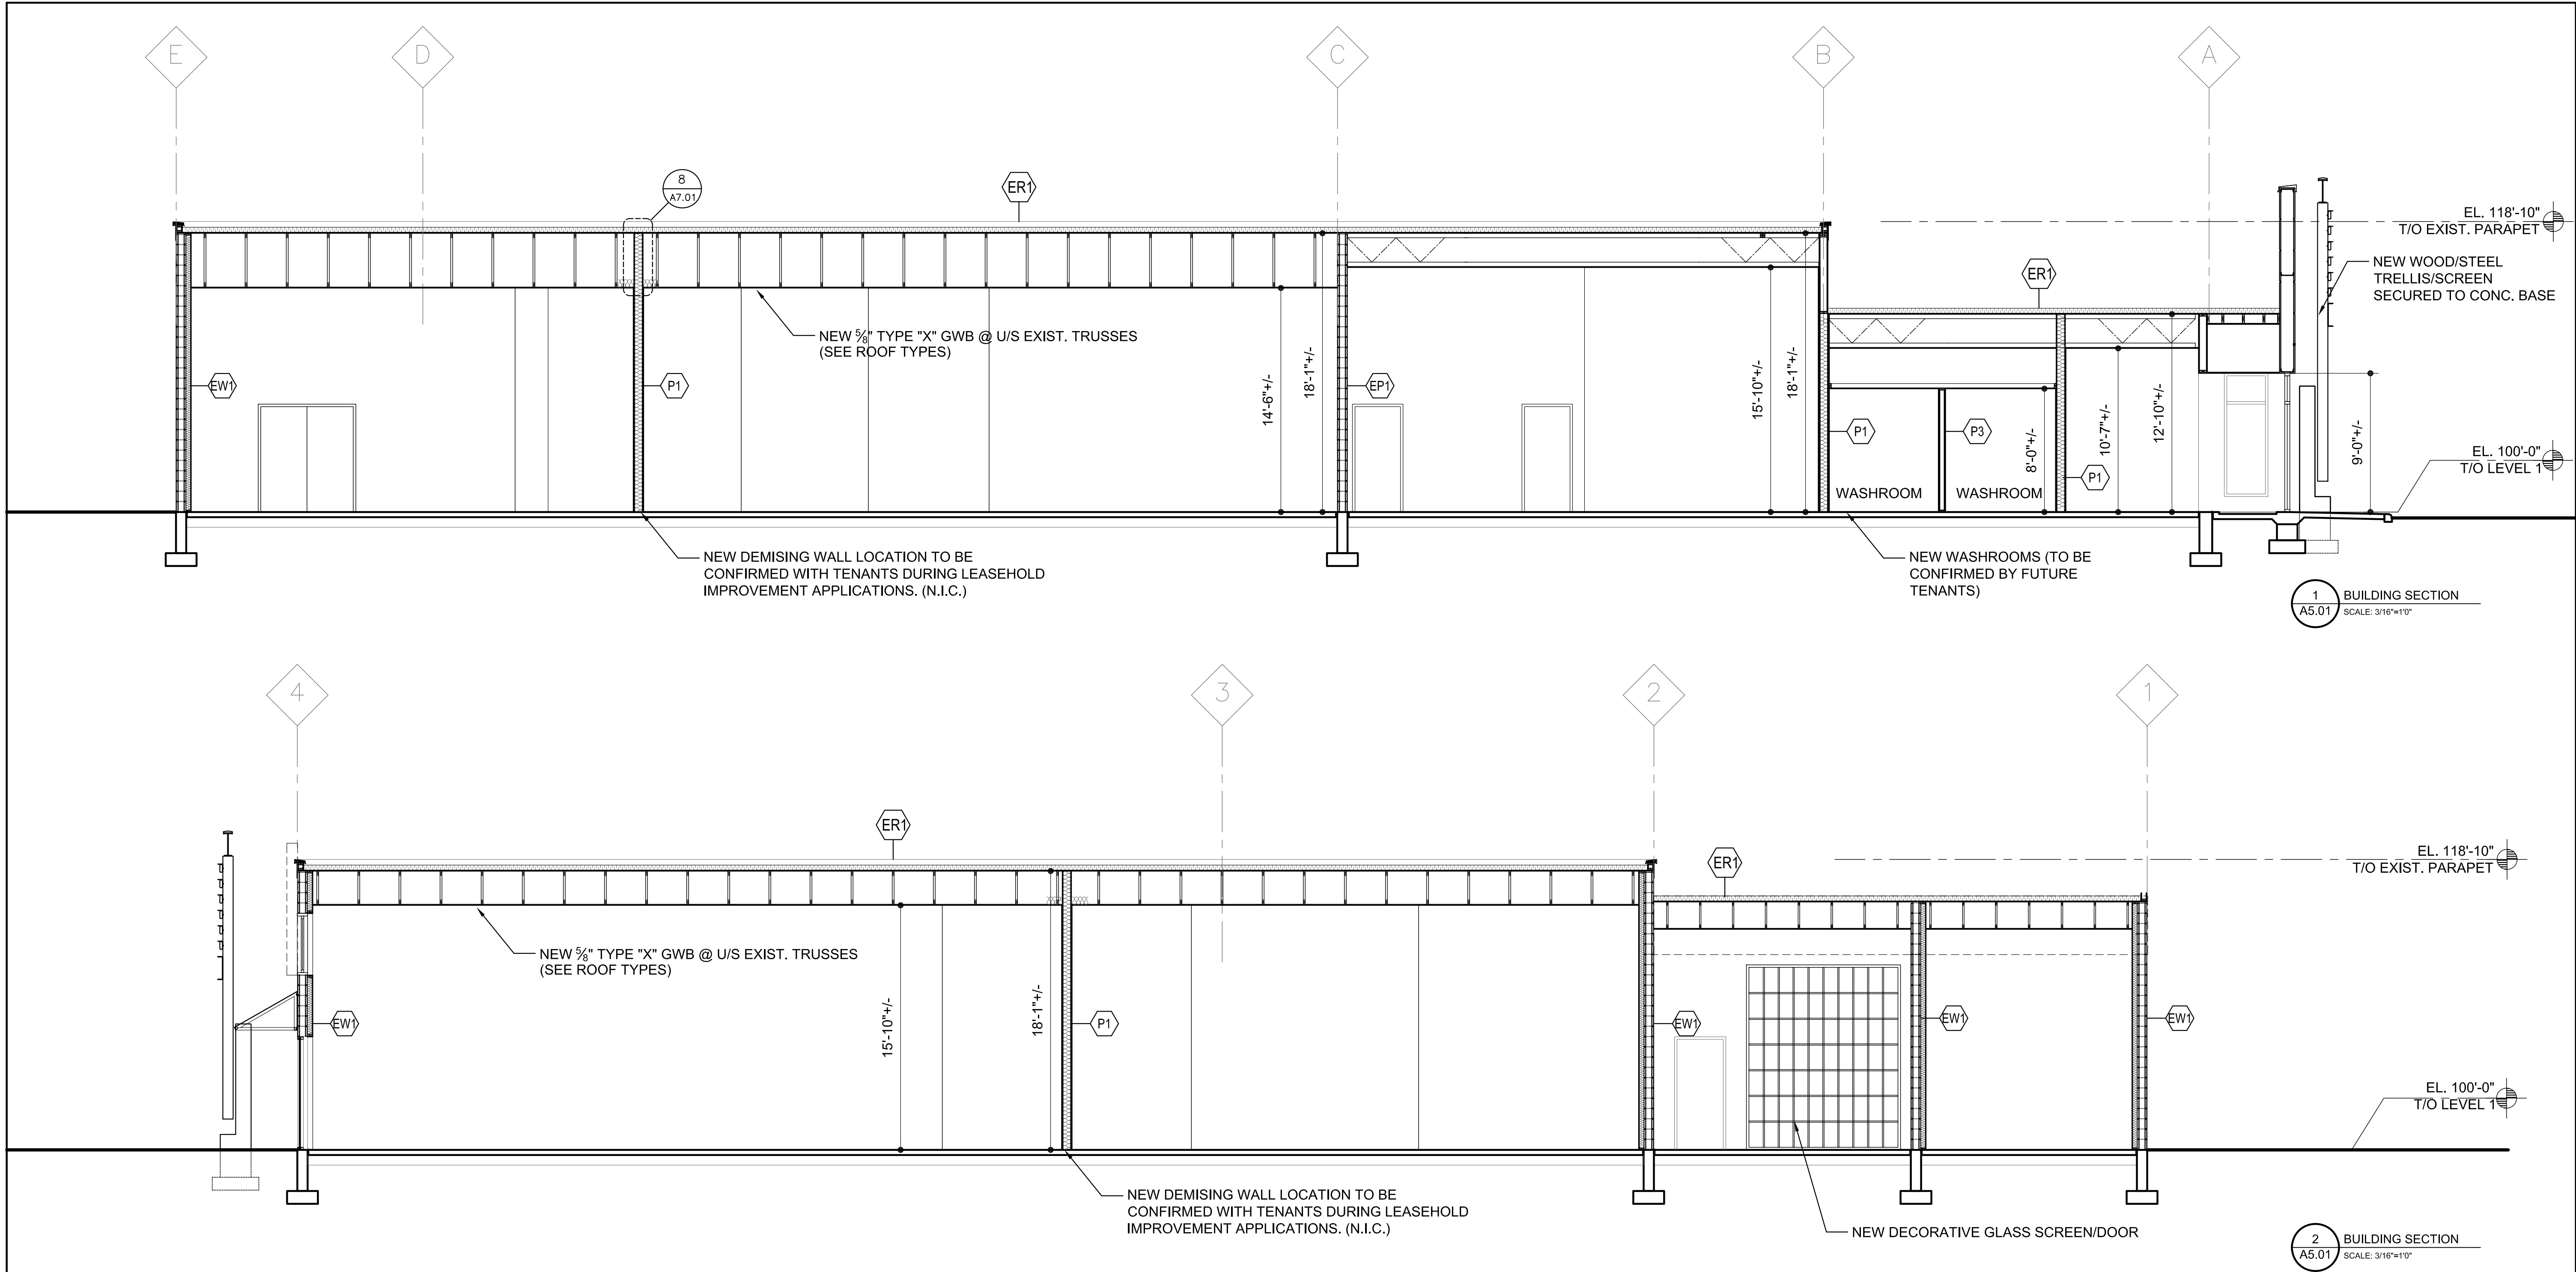 E
D
C
B
A
8
A7.01
ER1
EL. 118'-10"
T/O EXIST. PARAPET
NEW WOOD/STEEL
TRELLIS/SCREEN
SECURED TO CONC. BASE
ER1
NEW 5/8" TYPE "X" GWB @ U/S EXIST. TRUSSES
(SEE ROOF TYPES)
EW1
P1
14'-6"+/-
18'-1"+/-
EP1
15'-10"+/-
18'-1"+/-
P1
P3
8'-0"+/-
10'-7"+/-
12'-10"+/-
P1
9'-0"+/-
EL. 100'-0"
T/O LEVEL 1
WASHROOM
WASHROOM
NEW DEMISING WALL LOCATION TO BE
CONFIRMED WITH TENANTS DURING LEASEHOLD
IMPROVEMENT APPLICATIONS. (N.I.C.)
NEW WASHROOMS (TO BE
CONFIRMED BY FUTURE
TENANTS)
1
A5.01
BUILDING SECTION
SCALE: 3/16"=1'0"
4
3
2
1
ER1
ER1
EL. 118'-10"
T/O EXIST. PARAPET
NEW 5/8" TYPE "X" GWB @ U/S EXIST. TRUSSES
(SEE ROOF TYPES)
EW1
15'-10"+/-
18'-1"+/-
P1
EW1
EW1
EW1
EL. 100'-0"
T/O LEVEL 1
NEW DEMISING WALL LOCATION TO BE
CONFIRMED WITH TENANTS DURING LEASEHOLD
IMPROVEMENT APPLICATIONS. (N.I.C.)
NEW DECORATIVE GLASS SCREEN/DOOR
2
A5.01
BUILDING SECTION
SCALE: 3/16"=1'0"